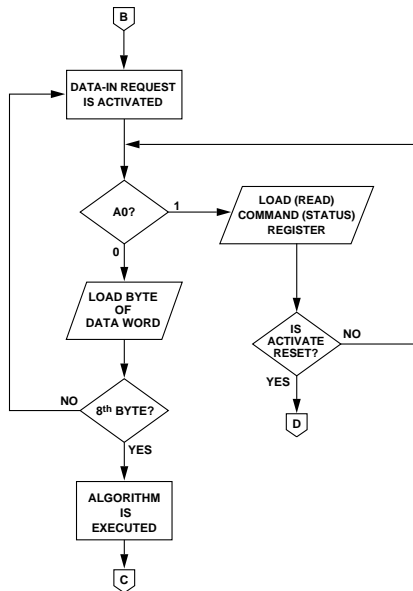 B
DATA-IN REQUEST
IS ACTIVATED
A0?
1
0
LOAD (READ)
COMMAND (STATUS)
REGISTER
LOAD BYTE
OF
DATA WORD
IS
ACTIVATE
RESET?
NO
YES
D
8th BYTE?
NO
YES
ALGORITHM
IS
EXECUTED
C